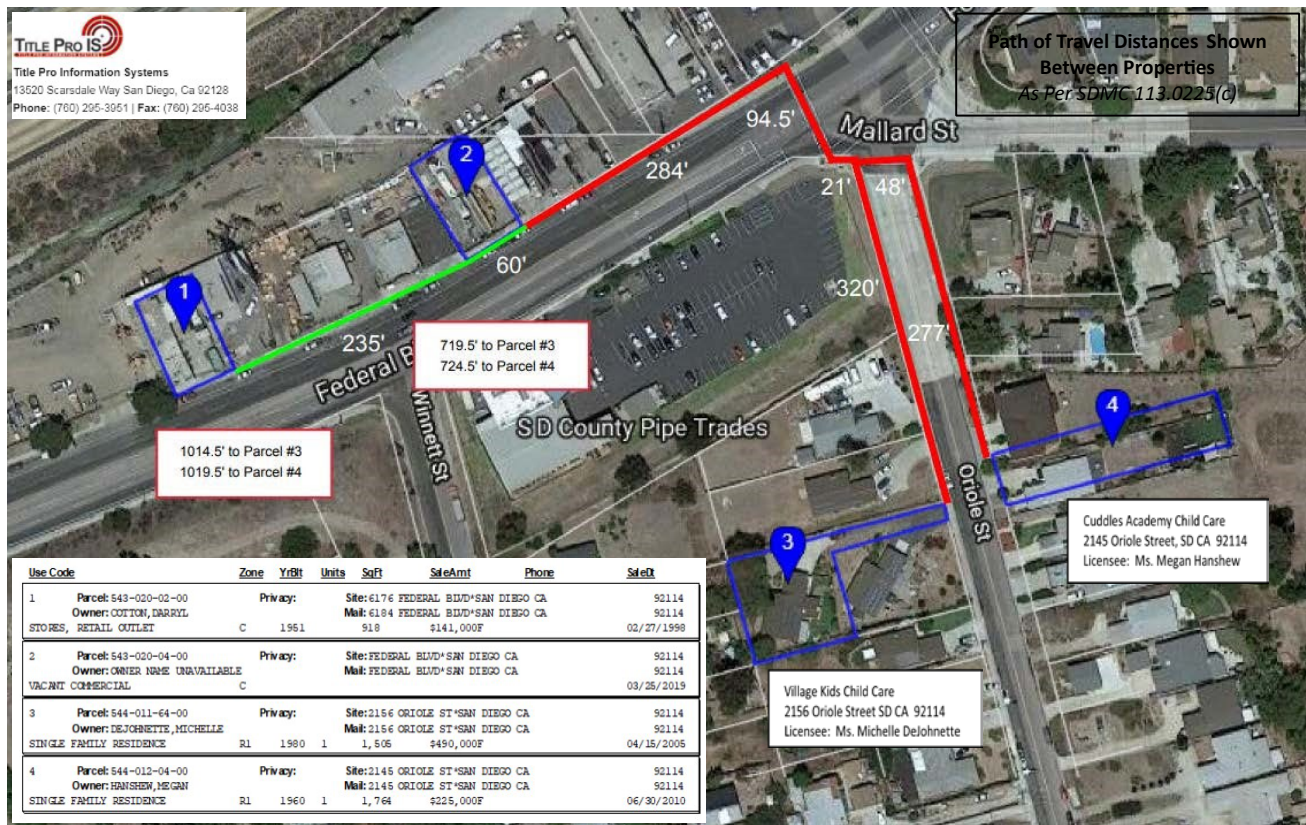 TITLE PRO IS
TITLE PRO INFORMATION SYSTEMS
Title Pro Information Systems
13520 Scarsdale Way San Diego, Ca 92128
Phone: (760) 295-3951 | Fax: (760) 295-4038
Path of Travel Distances Shown
Between Properties
As Per SDMC 113.0225(c)
94.5'
Mallard St
2
284'
21'
48'
60'
1
320'
277'
235'
719.5' to Parcel #3
724.5' to Parcel #4
Federal B
Winnett St
SD County Pipe Trades
4
1014.5' to Parcel #3
1019.5' to Parcel #4
Oriole St
Cuddles Academy Child Care
2145 Oriole Street, SD CA 92114
Licensee: Ms. Megan Hanshew
3
Village Kids Child Care
2156 Oriole Street SD CA 92114
Licensee: Ms. Michelle DeJohnette
Use Code Zone YrBlt Units SqFt SaleAmt Phone SaleDt
1 Parcel: 543-020-02-00 Privacy: Site: 6176 FEDERAL BLVD*SAN DIEGO CA 92114
Owner: COTTON,DARRYL Mail: 6184 FEDERAL BLVD*SAN DIEGO CA 92114
STORES, RETAIL OUTLET C 1951 918 $141,000F 02/27/1998
2 Parcel: 543-020-04-00 Privacy: Site: FEDERAL BLVD*SAN DIEGO CA 92114
Owner: OWNER NAME UNAVAILABLE Mail: FEDERAL BLVD*SAN DIEGO CA 92114
VACANT COMMERCIAL C 03/25/2019
3 Parcel: 544-011-64-00 Privacy: Site: 2156 ORIOLE ST*SAN DIEGO CA 92114
Owner: DEJOHNETTE,MICHELLE Mail: 2156 ORIOLE ST*SAN DIEGO CA 92114
SINGLE FAMILY RESIDENCE R1 1980 1 1,505 $490,000F 04/15/2005
4 Parcel: 544-012-04-00 Privacy: Site: 2145 ORIOLE ST*SAN DIEGO CA 92114
Owner: HANSHEW,MEGAN Mail: 2145 ORIOLE ST*SAN DIEGO CA 92114
SINGLE FAMILY RESIDENCE R1 1960 1 1,764 $225,000F 06/30/2010